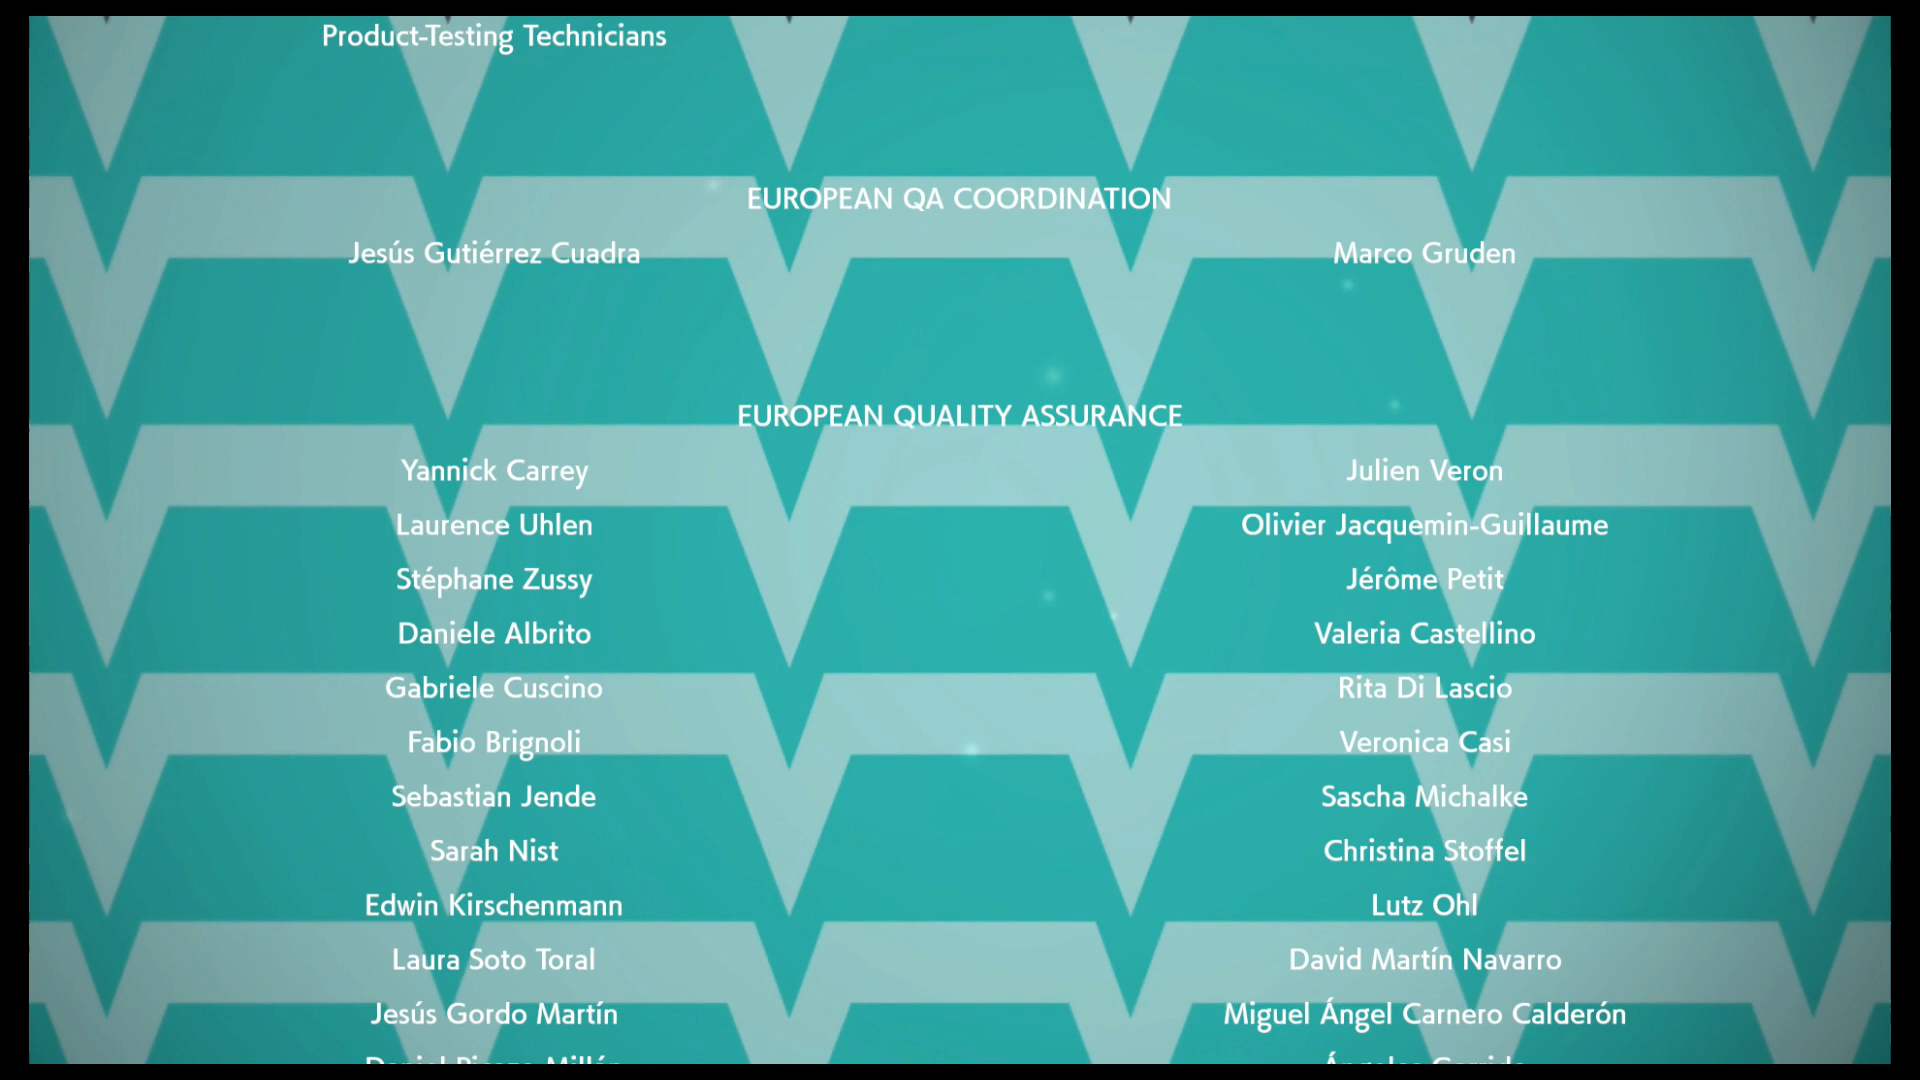 Product-Testing Technicians
EUROPEAN QA COORDINATION
Jesús Gutiérrez Cuadra Marco Gruden
EUROPEAN QUALITY ASSURANCE
Yannick Carrey Julien Veron
Laurence Uhlen Olivier Jacquemin-Guillaume
Stéphane Zussy Jérôme Petit
Daniele Albrito Valeria Castellino
Gabriele Cuscino Rita Di Lascio
Fabio Brignoli Veronica Casi
Sebastian Jende Sascha Michalke
Sarah Nist Christina Stoffel
Edwin Kirschenmann Lutz Ohl
Laura Soto Toral David Martín Navarro
Jesús Gordo Martín Miguel Ángel Carnero Calderón